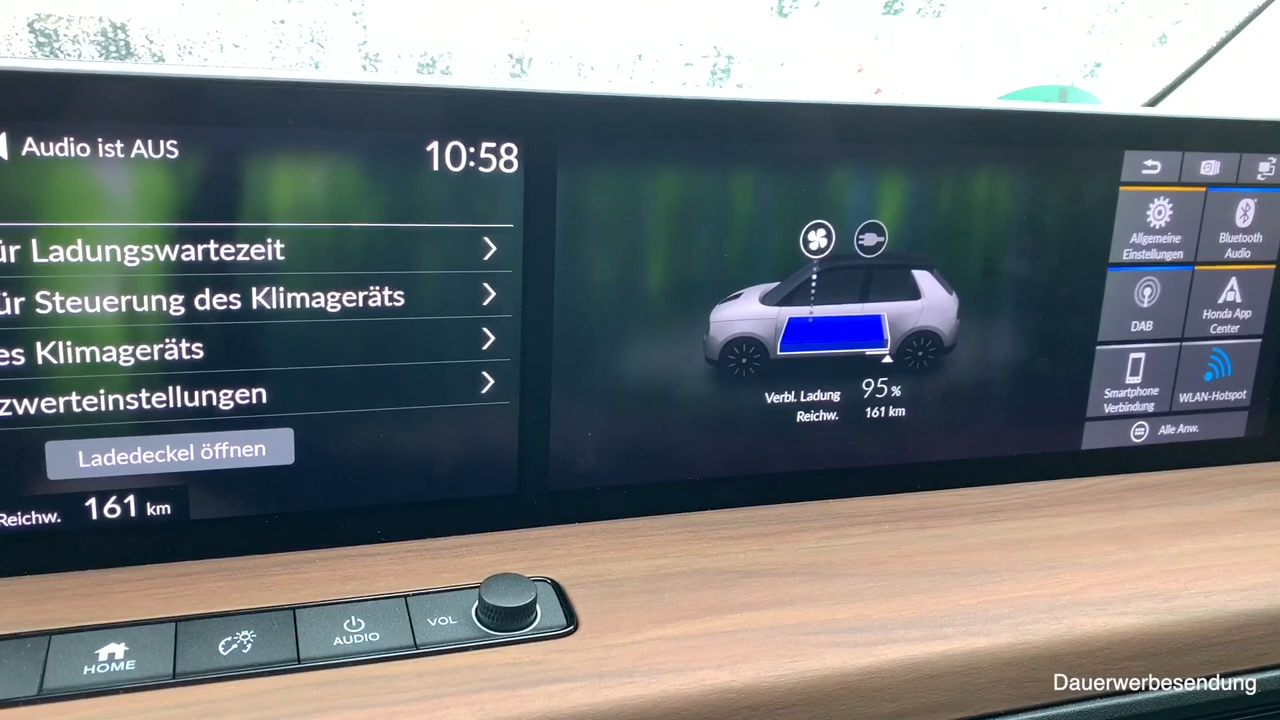 Audio ist AUS
10:58
ür Ladungswartezeit
ür Steuerung des Klimageräts
es Klimageräts
zwerteinstellungen
Ladedeckel öffnen
Reichw. 161 km
Verbl. Ladung 95 %
Reichw. 161 km
Allgemeine
Einstellungen
Bluetooth
Audio
DAB
Honda App
Center
Smartphone
Verbindung
WLAN-Hotspot
Alle Anw.
HOME
AUDIO
VOL
Dauerwerbesendung